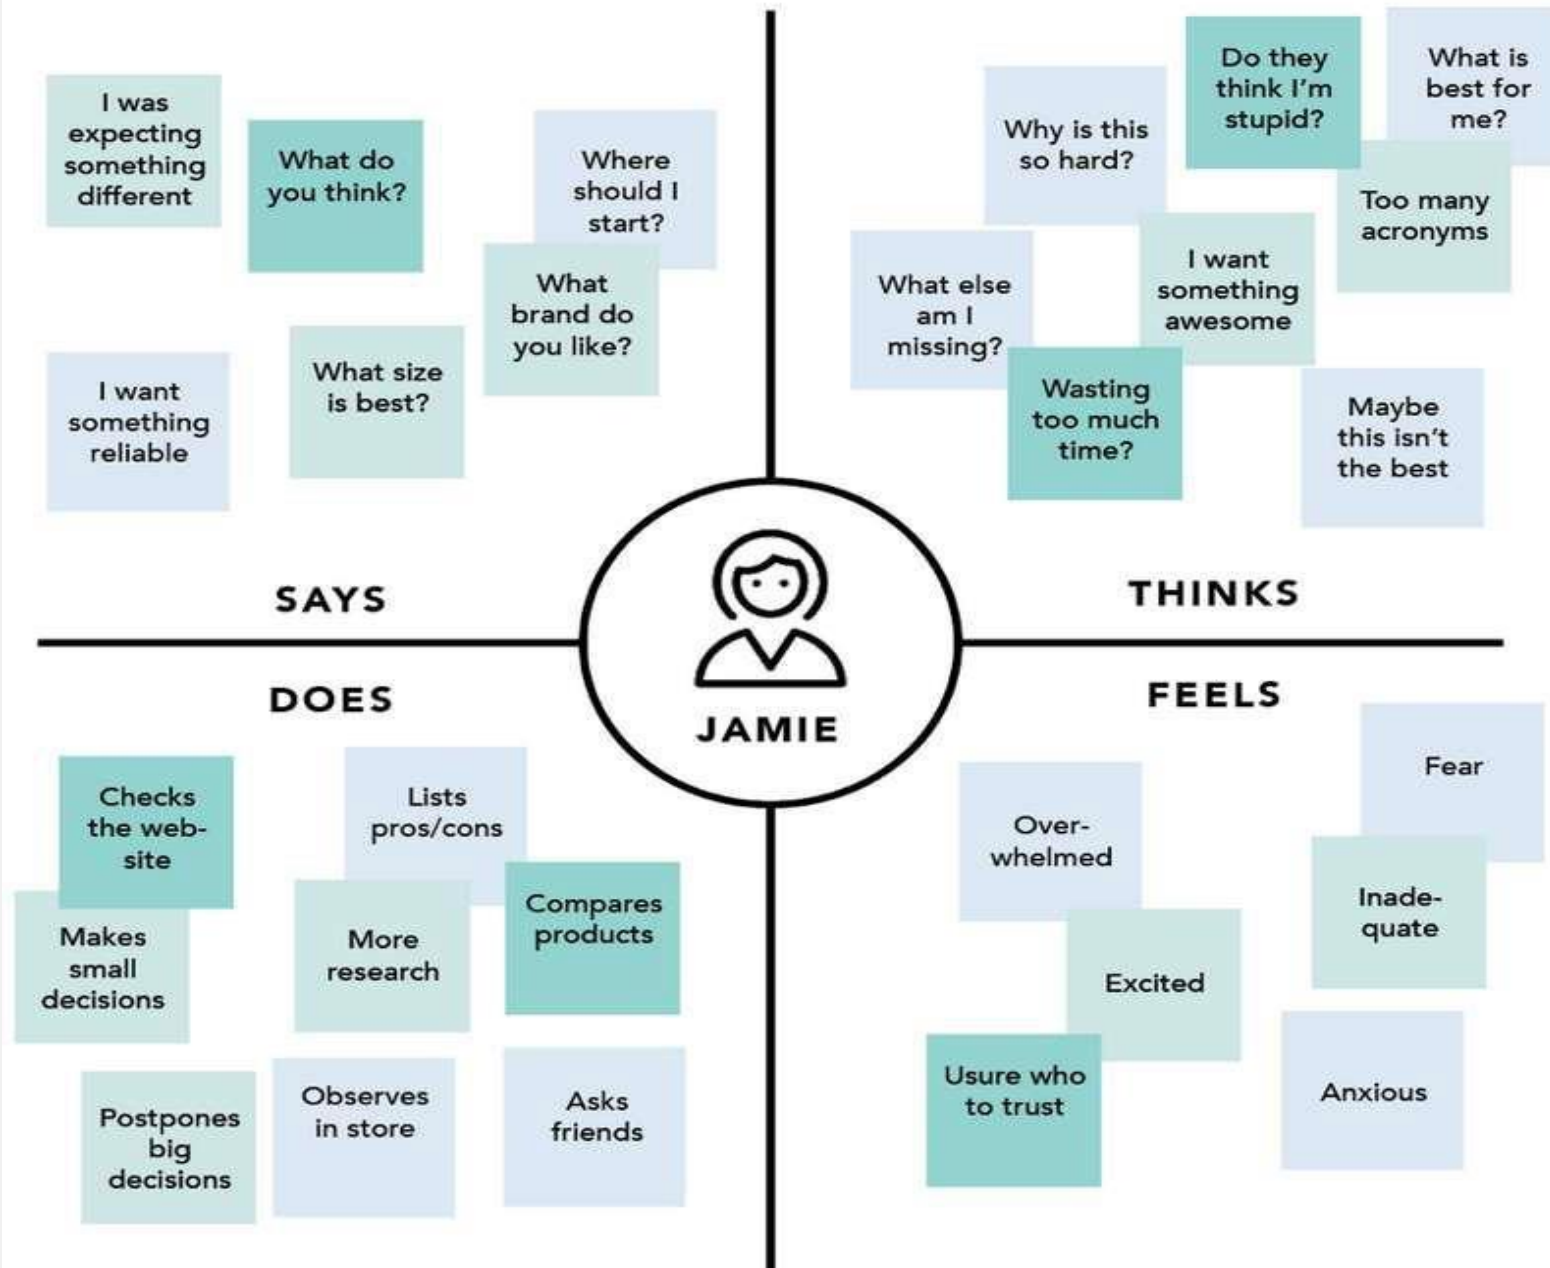 I was
expecting
something
different
What do
you think?
Where
should I
start?
What
brand do
you like?
I want
something
reliable
What size
is best?
SAYS
Why is this
so hard?
Do they
think I'm
stupid?
What is
best for
me?
Too many
acronyms
I want
something
awesome
What else
am I
missing?
Wasting
too much
time?
Maybe
this isn't
the best
THINKS
JAMIE
DOES
Checks
the web-
site
Lists
pros/cons
Compares
products
Makes
small
decisions
More
research
Postpones
big
decisions
Observes
in store
Asks
friends
FEELS
Fear
Over-
whelmed
Inade-
quate
Excited
Usure who
to trust
Anxious